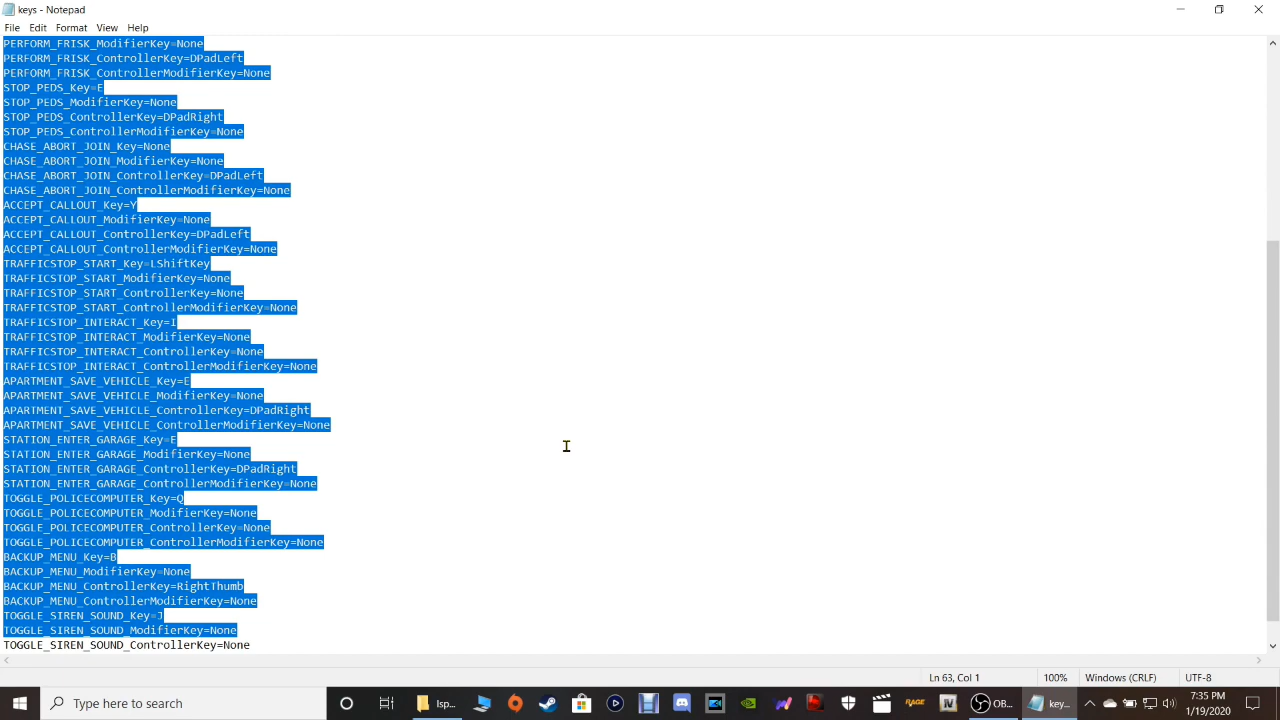 keys - Notepad
File Edit Format View Help
PERFORM_FRISK_ModifierKey=None
PERFORM_FRISK_ControllerKey=DPadLeft
PERFORM_FRISK_ControllerModifierKey=None
STOP_PEDS_Key=E
STOP_PEDS_ModifierKey=None
STOP_PEDS_ControllerKey=DPadRight
STOP_PEDS_ControllerModifierKey=None
CHASE_ABORT_JOIN_Key=None
CHASE_ABORT_JOIN_ModifierKey=None
CHASE_ABORT_JOIN_ControllerKey=DPadLeft
CHASE_ABORT_JOIN_ControllerModifierKey=None
ACCEPT_CALLOUT_Key=Y
ACCEPT_CALLOUT_ModifierKey=None
ACCEPT_CALLOUT_ControllerKey=DPadLeft
ACCEPT_CALLOUT_ControllerModifierKey=None
TRAFFICSTOP_START_Key=LShiftKey
TRAFFICSTOP_START_ModifierKey=None
TRAFFICSTOP_START_ControllerKey=None
TRAFFICSTOP_START_ControllerModifierKey=None
TRAFFICSTOP_INTERACT_Key=I
TRAFFICSTOP_INTERACT_ModifierKey=None
TRAFFICSTOP_INTERACT_ControllerKey=None
TRAFFICSTOP_INTERACT_ControllerModifierKey=None
APARTMENT_SAVE_VEHICLE_Key=E
APARTMENT_SAVE_VEHICLE_ModifierKey=None
APARTMENT_SAVE_VEHICLE_ControllerKey=DPadRight
APARTMENT_SAVE_VEHICLE_ControllerModifierKey=None
STATION_ENTER_GARAGE_Key=E
STATION_ENTER_GARAGE_ModifierKey=None
STATION_ENTER_GARAGE_ControllerKey=DPadRight
STATION_ENTER_GARAGE_ControllerModifierKey=None
TOGGLE_POLICECOMPUTER_Key=Q
TOGGLE_POLICECOMPUTER_ModifierKey=None
TOGGLE_POLICECOMPUTER_ControllerKey=None
TOGGLE_POLICECOMPUTER_ControllerModifierKey=None
BACKUP_MENU_Key=B
BACKUP_MENU_ModifierKey=None
BACKUP_MENU_ControllerKey=RightThumb
BACKUP_MENU_ControllerModifierKey=None
TOGGLE_SIREN_SOUND_Key=J
TOGGLE_SIREN_SOUND_ModifierKey=None
TOGGLE_SIREN_SOUND_ControllerKey=None
Ln 63, Col 1 100% Windows (CRLF) UTF-8
Type here to search lsp... RAGE IV OB... key... 7:35 PM
1/19/2020